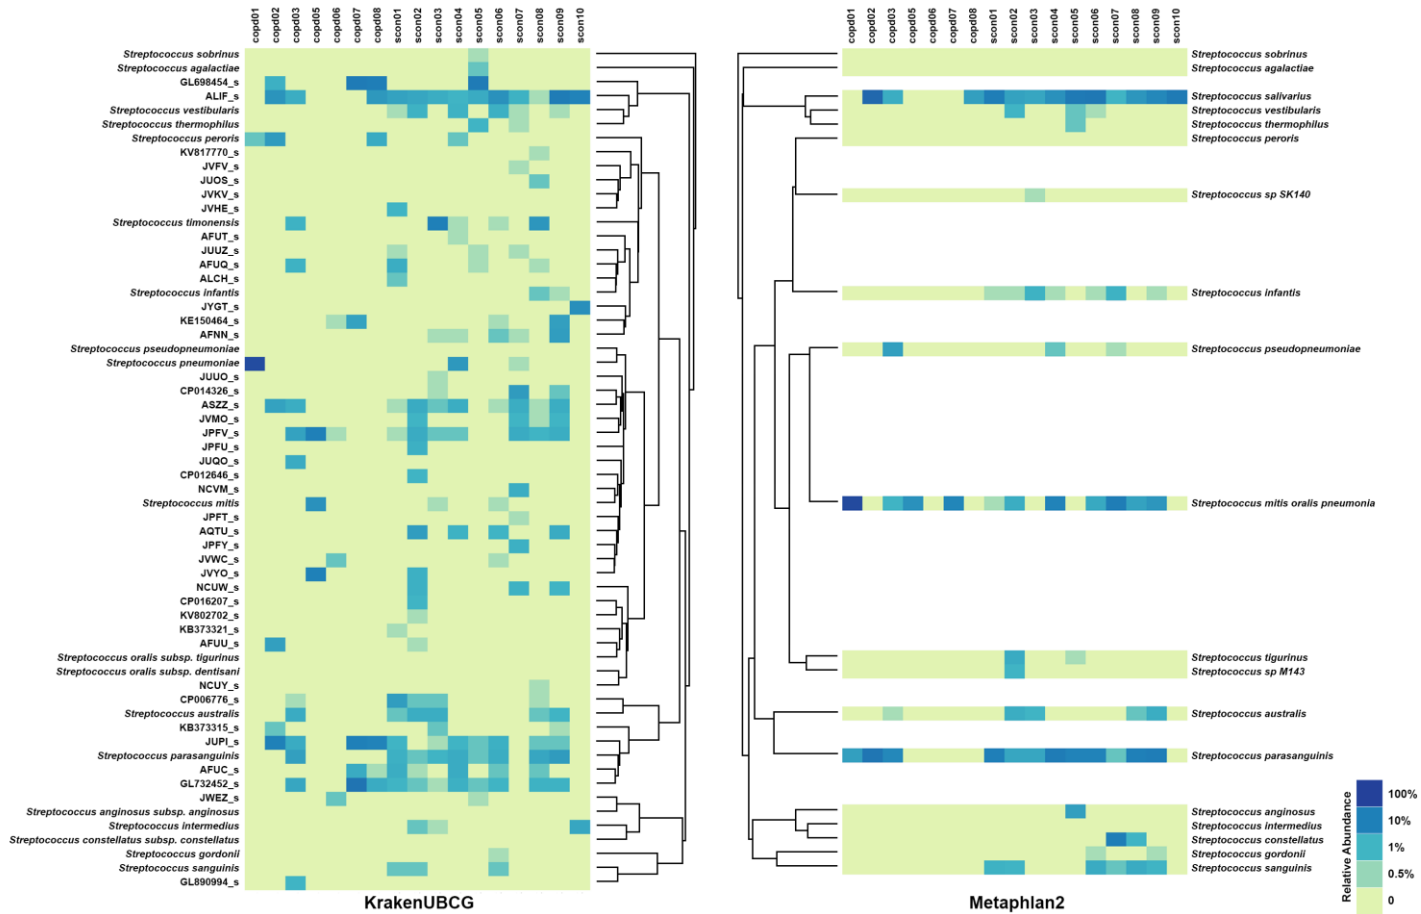 copd01 copd02 copd03 copd05 copd06 copd07 copd08 scon01 scon02 scon03 scon04 scon05 scon06 scon07 scon08 scon09 scon10
Streptococcus sobrinus
Streptococcus agalactiae
GL698454_s
ALIF_s
Streptococcus vestibularis
Streptococcus thermophilus
Streptococcus peroris
KV817770_s
JVFV_s
JUOS_s
JVKV_s
JVHE_s
Streptococcus timonensis
AFUT_s
JUUZ_s
AFUQ_s
ALCH_s
Streptococcus infantis
JYGT_s
KE150464_s
AFNN_s
Streptococcus pseudopneumoniae
Streptococcus pneumoniae
JUUO_s
CP014326_s
ASZZ_s
JVMO_s
JPFV_s
JPFU_s
JUQO_s
CP012646_s
NCVM_s
Streptococcus mitis
JPFT_s
AQTU_s
JPFY_s
JVWC_s
JVYO_s
NCUW_s
CP016207_s
KV802702_s
KB373321_s
AFUU_s
Streptococcus oralis subsp. tigurinus
Streptococcus oralis subsp. dentisani
NCUY_s
CP006776_s
Streptococcus australis
KB373315_s
JUPI_s
Streptococcus parasanguinis
AFUC_s
GL732452_s
JWEZ_s
Streptococcus anginosus subsp. anginosus
Streptococcus intermedius
Streptococcus constellatus subsp. constellatus
Streptococcus gordonii
Streptococcus sanguinis
GL890994_s
KrakenUBCG
copd01 copd02 copd03 copd05 copd06 copd07 copd08 scon01 scon02 scon03 scon04 scon05 scon06 scon07 scon08 scon09 scon10
Streptococcus sobrinus
Streptococcus agalactiae
Streptococcus salivarius
Streptococcus vestibularis
Streptococcus thermophilus
Streptococcus peroris
Streptococcus sp SK140
Streptococcus infantis
Streptococcus pseudopneumoniae
Streptococcus mitis oralis pneumonia
Streptococcus tigurinus
Streptococcus sp M143
Streptococcus australis
Streptococcus parasanguinis
Streptococcus anginosus
Streptococcus intermedius
Streptococcus constellatus
Streptococcus gordonii
Streptococcus sanguinis
Metaphlan2
Relative Abundance
100%
10%
1%
0.5%
0